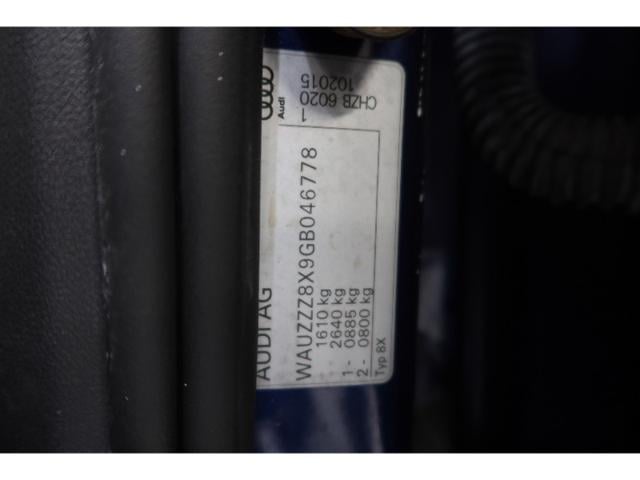 AUDI AG
WAUZZZ8X9GB046778
1610 kg
2640 kg
1 - 0885 kg
2 - 0800 kg
Typ 8X
Audi
1
102015
CHZB 6020